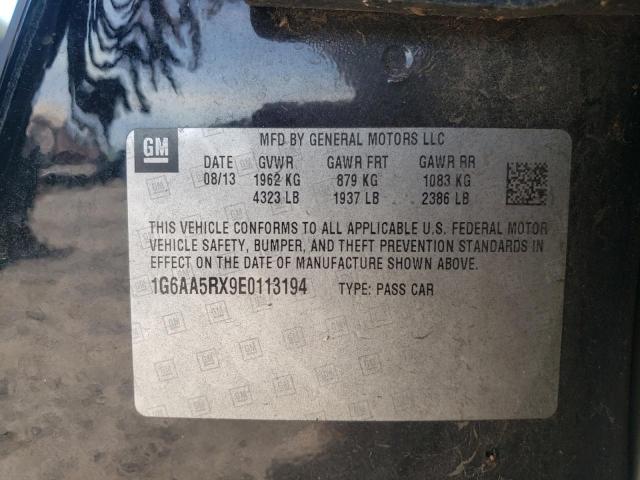 GM MFD BY GENERAL MOTORS LLC
DATE GVWR GAWR FRT GAWR RR
08/13 1962 KG 879 KG 1083 KG
4323 LB 1937 LB 2386 LB
THIS VEHICLE CONFORMS TO ALL APPLICABLE U.S. FEDERAL MOTOR
VEHICLE SAFETY, BUMPER, AND THEFT PREVENTION STANDARDS IN
EFFECT ON THE DATE OF MANUFACTURE SHOWN ABOVE.
1G6AA5RX9E0113194 TYPE: PASS CAR